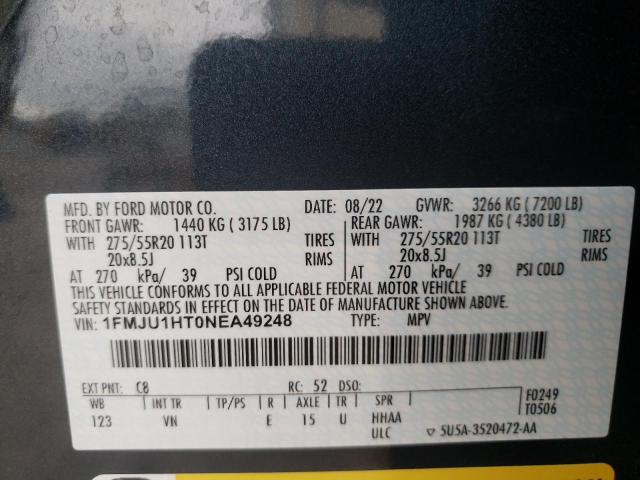 MFD. BY FORD MOTOR CO. DATE: 08/22 GVWR: 3266 KG ( 7200 LB)
FRONT GAWR: 1440 KG ( 3175 LB) REAR GAWR: 1987 KG ( 4380 LB)
WITH 275/55R20 113T TIRES WITH 275/55R20 113T TIRES
20x8.5J RIMS 20x8.5J RIMS
AT 270 kPa/ 39 PSI COLD AT 270 kPa/ 39 PSI COLD
THIS VEHICLE CONFORMS TO ALL APPLICABLE FEDERAL MOTOR VEHICLE
SAFETY STANDARDS IN EFFECT ON THE DATE OF MANUFACTURE SHOWN ABOVE.
VIN: 1FMJU1HT0NEA49248 TYPE: MPV
EXT PNT: C8 RC: 52 DSO: F0249
WB INT TR TP/PS R AXLE TR SPR T0506
123 VN E 15 U HHAA
ULC ▽ 5U5A-3520472-AA